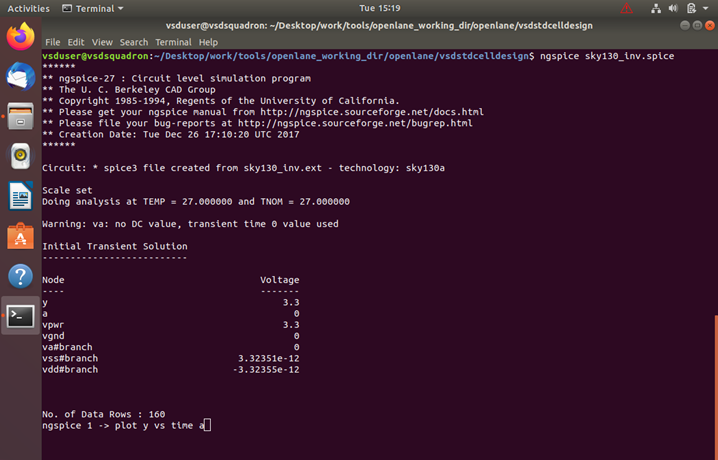 Activities Terminal Tue 15:19
vsduser@vsdsquadron: ~/Desktop/work/tools/openlane_working_dir/openlane/vsdstdcelldesign
File Edit View Search Terminal Help
vsduser@vsdsquadron:~/Desktop/work/tools/openlane_working_dir/openlane/vsdstdcelldesign$ ngspice sky130_inv.spice
******
** ngspice-27 : Circuit level simulation program
** The U. C. Berkeley CAD Group
** Copyright 1985-1994, Regents of the University of California.
** Please get your ngspice manual from http://ngspice.sourceforge.net/docs.html
** Please file your bug-reports at http://ngspice.sourceforge.net/bugrep.html
** Creation Date: Tue Dec 26 17:10:20 UTC 2017
******
Circuit: * spice3 file created from sky130_inv.ext - technology: sky130a
Scale set
Doing analysis at TEMP = 27.000000 and TNOM = 27.000000
Warning: va: no DC value, transient time 0 value used
Initial Transient Solution
--------------------------
Node Voltage
---- -------
y 3.3
a 0
vpwr 3.3
vgnd 0
va#branch 0
vss#branch 3.32351e-12
vdd#branch -3.32355e-12
No. of Data Rows : 160
ngspice 1 -> plot y vs time a